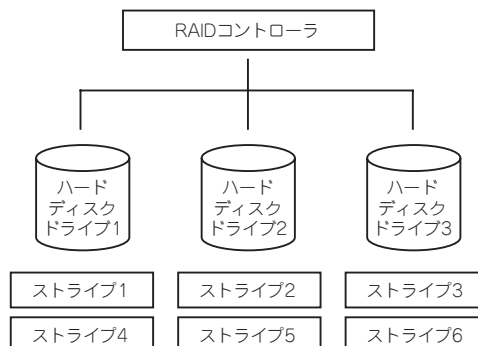 RAIDコントローラ
ハード
ディスク
ドライブ1
ハード
ディスク
ドライブ2
ハード
ディスク
ドライブ3
ストライプ1
ストライプ2
ストライプ3
ストライプ4
ストライプ5
ストライプ6